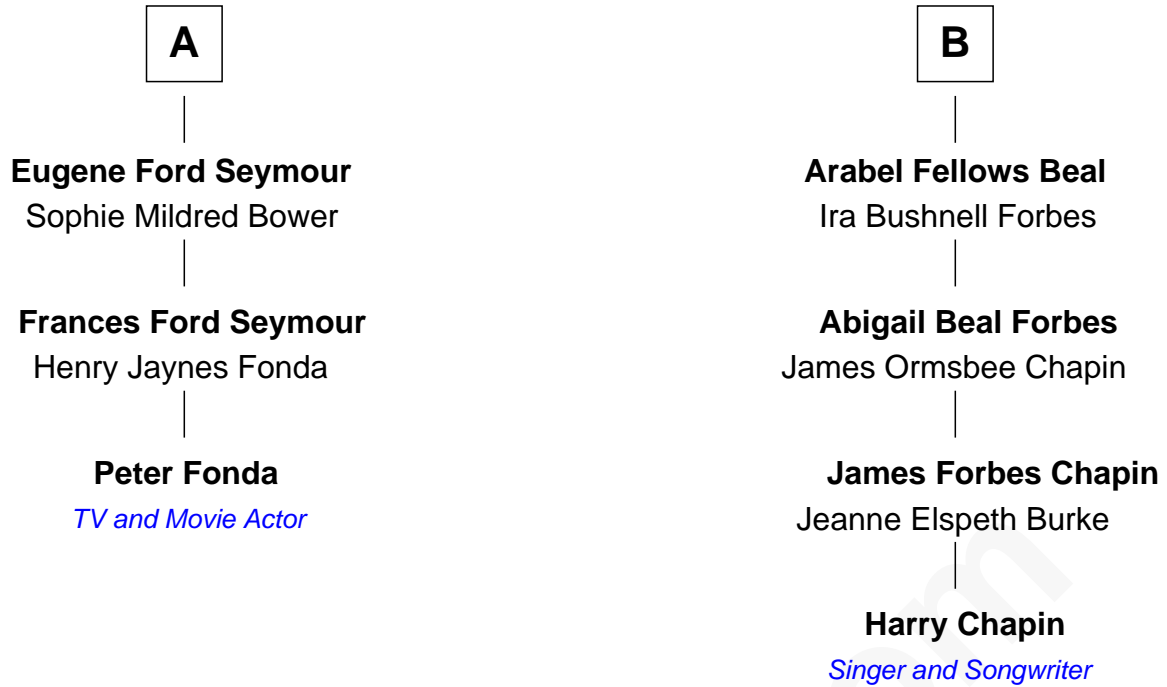 A
Eugene Ford Seymour
Sophie Mildred Bower
Frances Ford Seymour
Henry Jaynes Fonda
Peter Fonda
TV and Movie Actor
B
Arabel Fellows Beal
Ira Bushnell Forbes
Abigail Beal Forbes
James Ormsbee Chapin
James Forbes Chapin
Jeanne Elspeth Burke
Harry Chapin
Singer and Songwriter